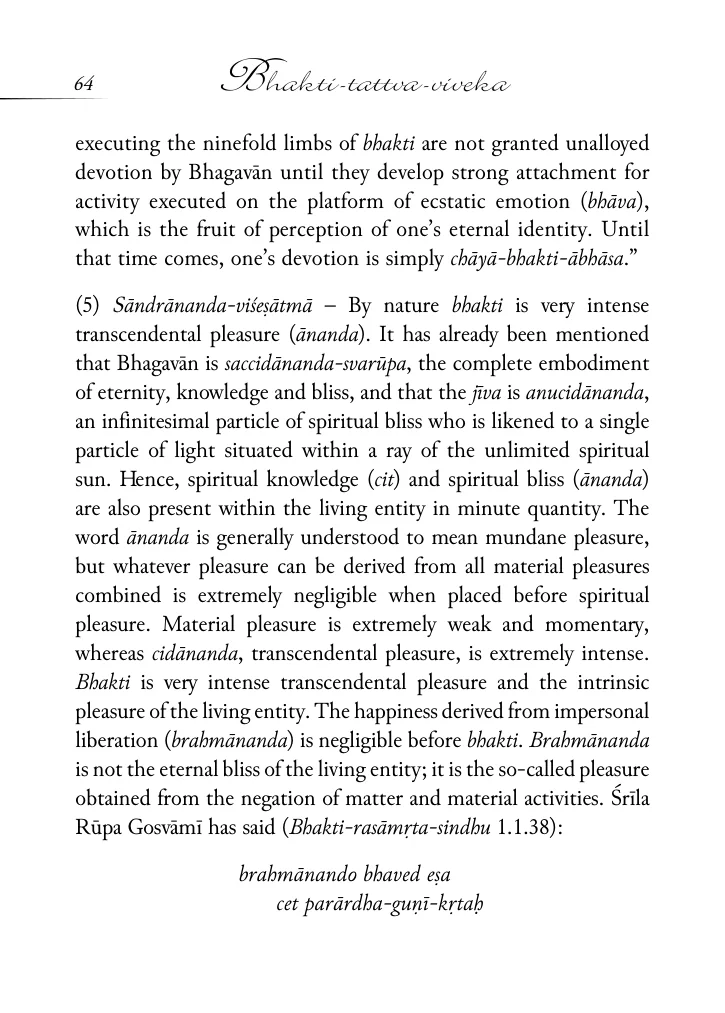 64
Bhakti-tattva-viveka
executing the ninefold limbs of bhakti are not granted unalloyed
devotion by Bhagavān until they develop strong attachment for
activity executed on the platform of ecstatic emotion (bhāva),
which is the fruit of perception of one’s eternal identity. Until
that time comes, one’s devotion is simply chāyā-bhakti-ābhāsa.”
(5) Sāndrānanda-viśeṣātmā – By nature bhakti is very intense
transcendental pleasure (ānanda). It has already been mentioned
that Bhagavān is saccidānanda-svarūpa, the complete embodiment
of eternity, knowledge and bliss, and that the jīva is anucidānanda,
an infinitesimal particle of spiritual bliss who is likened to a single
particle of light situated within a ray of the unlimited spiritual
sun. Hence, spiritual knowledge (cit) and spiritual bliss (ānanda)
are also present within the living entity in minute quantity. The
word ānanda is generally understood to mean mundane pleasure,
but whatever pleasure can be derived from all material pleasures
combined is extremely negligible when placed before spiritual
pleasure. Material pleasure is extremely weak and momentary,
whereas cidānanda, transcendental pleasure, is extremely intense.
Bhakti is very intense transcendental pleasure and the intrinsic
pleasure of the living entity. The happiness derived from impersonal
liberation (brahmānanda) is negligible before bhakti. Brahmānanda
is not the eternal bliss of the living entity; it is the so-called pleasure
obtained from the negation of matter and material activities. Śrīla
Rūpa Gosvāmī has said (Bhakti-rasāmṛta-sindhu 1.1.38):
brahmānando bhaved eṣa
cet parārdha-guṇī-kṛtaḥ